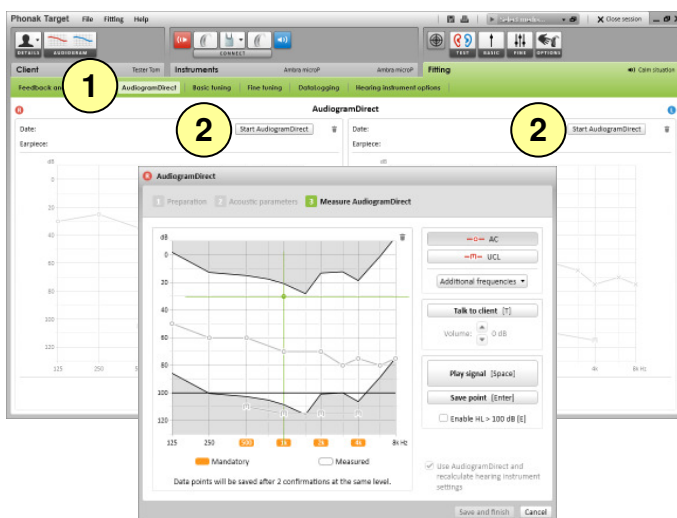 Phonak Target File Fitting Help
Close session
DETAILS AUDIOGRAM CONNECT TEST BASIC FINE OPTIONS
Client Tester Tom Instruments Ambra microP Ambra microP Fitting Calm situation
Feedback an 1 AudiogramDirect Basic tuning Fine tuning DataLogging Hearing instrument options
AudiogramDirect
Date: 2 Start AudiogramDirect Date: 2 Start AudiogramDirect
Earpiece: Earpiece:
dB dB
0
20
40
60
80
100
120
125 250 4k 8k Hz
R AudiogramDirect
1 Preparation 2 Acoustic parameters 3 Measure AudiogramDirect
dB
0
20
40
60
80
100
120
125 250 500 1k 2k 4k 8k Hz
Mandatory Measured
Data points will be saved after 2 confirmations at the same level.
AC
UCL
Additional frequencies
Talk to client [T]
Volume: 0 dB
Play signal [Space]
Save point [Enter]
Enable HL > 100 dB [E]
Use AudiogramDirect and
recalculate hearing instrument
settings
Save and finish Cancel